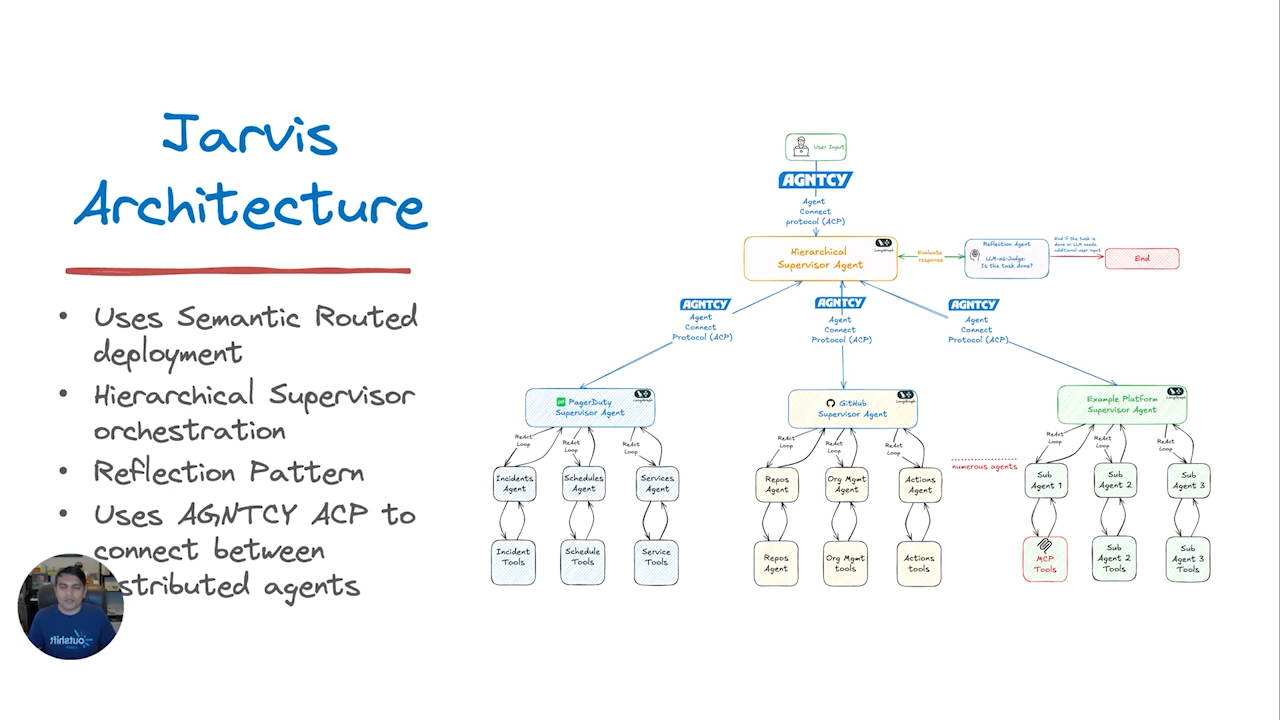 Jarvis
Architecture
• Uses Semantic Routed
deployment
• Hierarchical Supervisor
orchestration
• Reflection Pattern
• Uses AGNTCY ACP to
connect between
stributed agents
outshift
User Input
AGNTCY
Agent
Connect
protocol (ACP)
Hierarchical
Supervisor Agent
LangGraph
Evaluate
response
Reflection Agent
LLM-as-Judge:
Is the task done?
End if the task is
done or LLM needs
additional user input
End
AGNTCY
Agent
Connect
Protocol (ACP)
AGNTCY
Agent
Connect
Protocol (ACP)
AGNTCY
Agent
Connect
Protocol (ACP)
pd PagerDuty
Supervisor Agent
LangGraph
GitHub
Supervisor Agent
LangGraph
Example Platform
Supervisor Agent
LangGraph
ReAct
Loop
ReAct
Loop
ReAct
Loop
ReAct
Loop
ReAct
Loop
ReAct
Loop
ReAct
Loop
ReAct
Loop
ReAct
Loop
Incidents
Agent
Schedules
Agent
Services
Agent
Repos
Agent
Org Mgmt
Agent
Actions
Agent
numerous agents
Sub
Agent 1
Sub
Agent 2
Sub
Agent 3
Incident
Tools
Schedule
Tools
Service
Tools
Repos
Agent
Org Mgmt
tools
Actions
tools
MCP
Tools
Sub
Agent 2
Tools
Sub
Agent 3
Tools